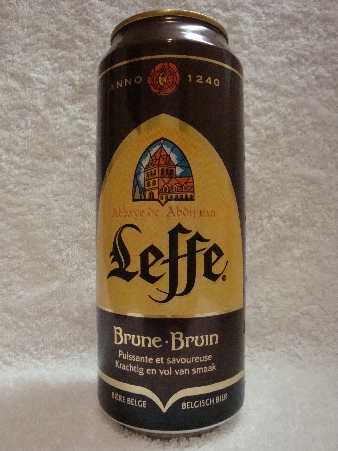 ANNO 1240
Abbaye de Abdij van
Leffe
Brune · Bruin
Puissante et savoureuse
Krachtig en vol van smaak
BIÈRE BELGE BELGISCH BIER